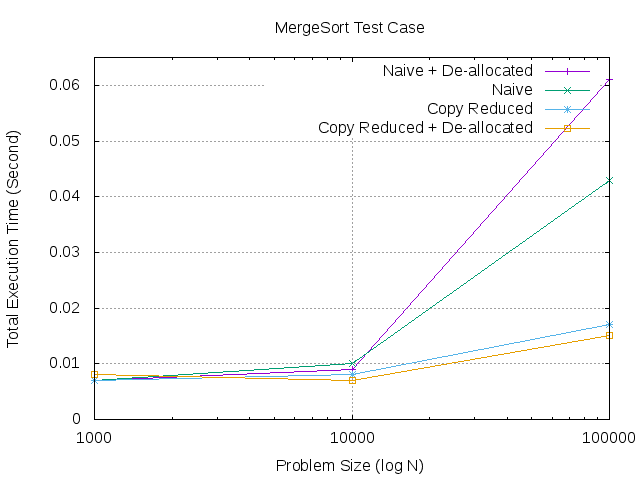 MergeSort Test Case
Naive + De-allocated
Naive
Copy Reduced
Copy Reduced + De-allocated
0.06
0.05
0.04
0.03
0.02
0.01
0
Total Execution Time (Second)
1000
10000
100000
Problem Size (log N)